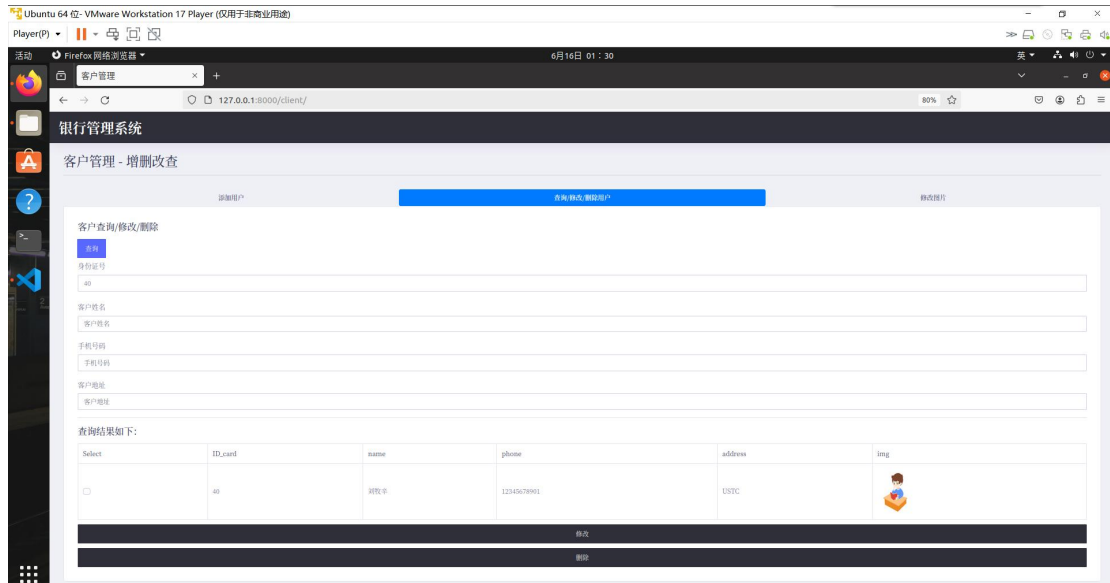 Ubuntu 64 位- VMware Workstation 17 Player (仅用于非商业用途)
Player(P)
活动 Firefox 网络浏览器 6月16日 01：30 英
客户管理
127.0.0.1:8000/client/ 80%
银行管理系统
客户管理 - 增删改查
添加用户 查询/修改/删除用户 修改图片
客户查询/修改/删除
查询
身份证号
40
客户姓名
客户姓名
手机号码
手机号码
客户地址
客户地址
查询结果如下:
Select ID_card name phone address img
40 刘牧辛 12345678901 USTC
修改
删除